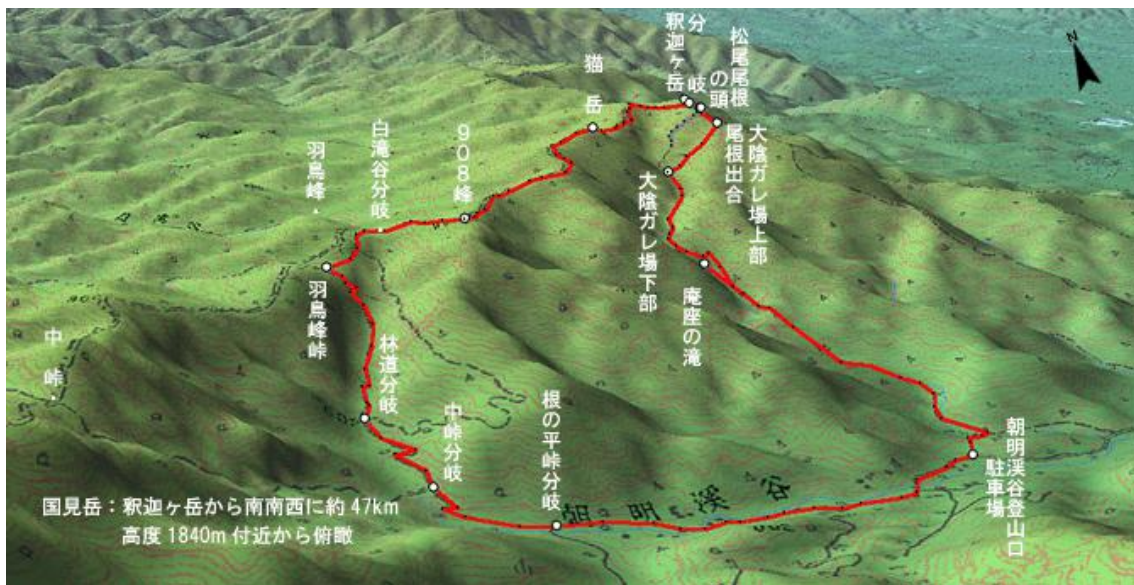 N
釈迦ヶ岳
分岐
松尾尾根の頭
猫岳
大陰ガレ場上部
尾根出合
908峰
白滝谷分岐
羽鳥峰
大陰ガレ場下部
庵座の滝
羽鳥峰峠
中峠
林道分岐
中峠分岐
根の平峠分岐
朝明渓谷登山口
駐車場
朝明渓谷
国見岳:釈迦ヶ岳から南南西に約47km
高度1840m付近から俯瞰